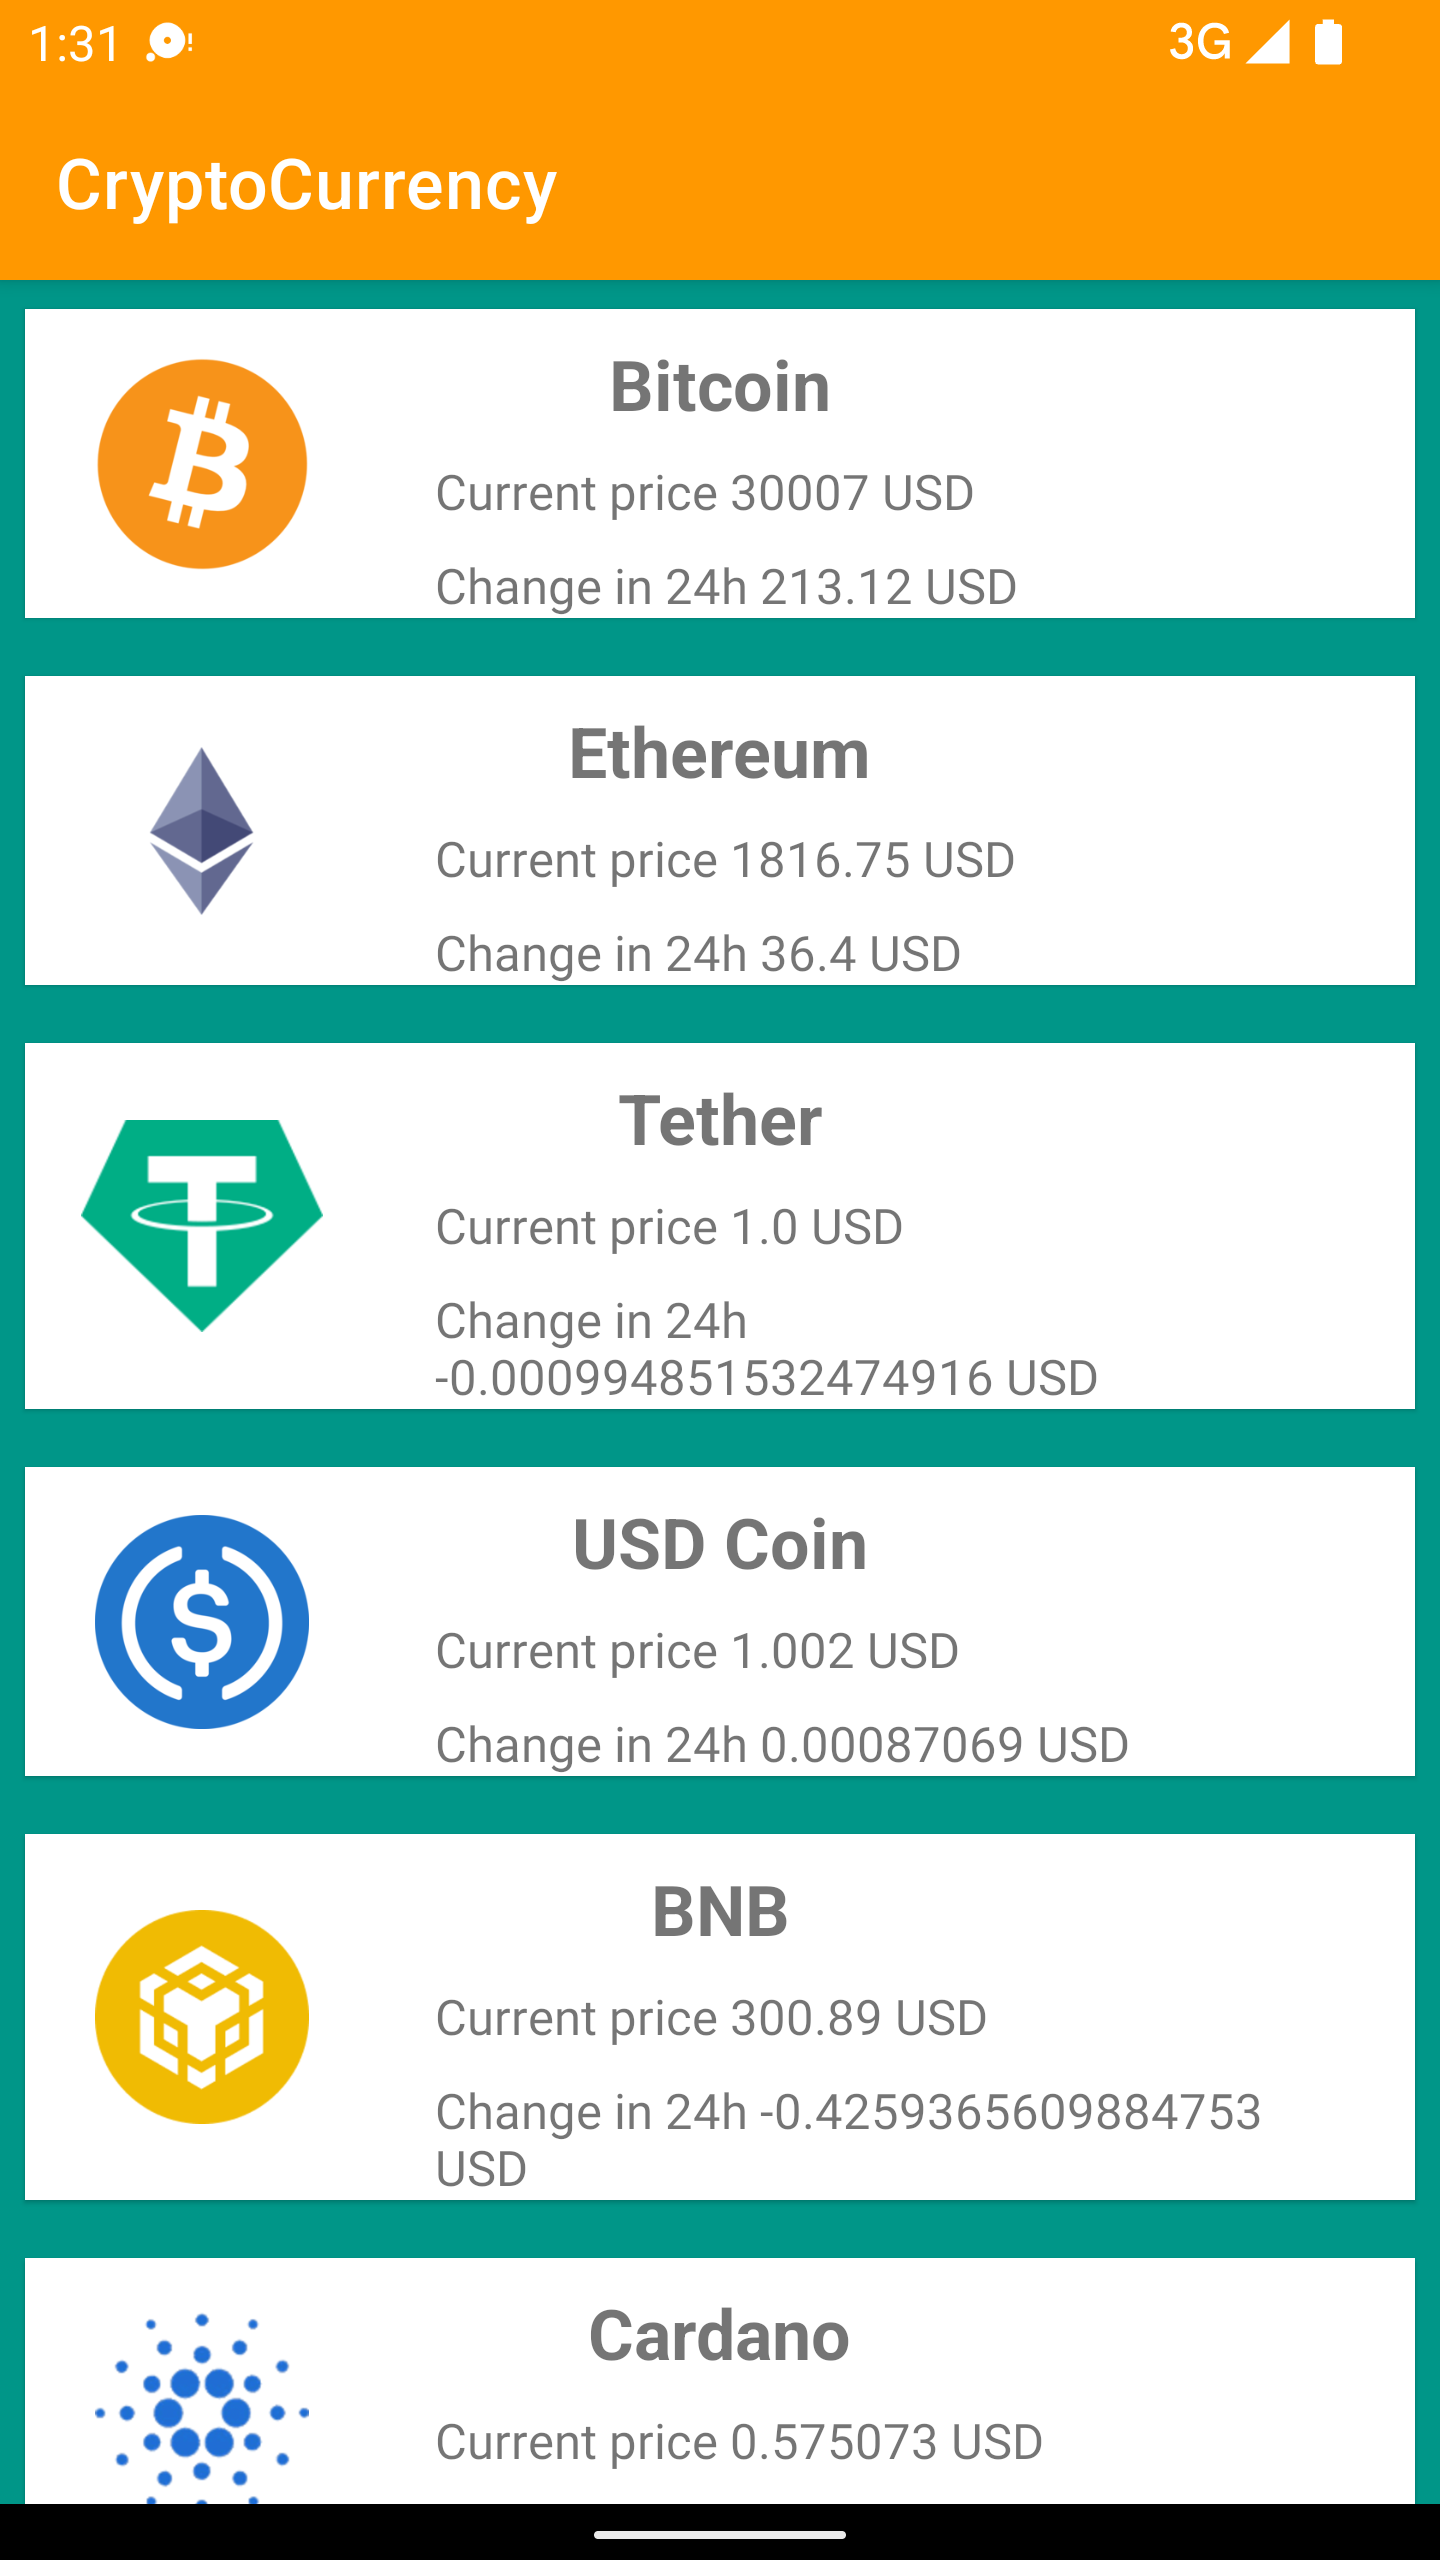 1:31
3G
CryptoCurrency
Bitcoin
Current price 30007 USD
Change in 24h 213.12 USD
Ethereum
Current price 1816.75 USD
Change in 24h 36.4 USD
Tether
Current price 1.0 USD
Change in 24h
-0.000994851532474916 USD
USD Coin
Current price 1.002 USD
Change in 24h 0.00087069 USD
BNB
Current price 300.89 USD
Change in 24h -0.4259365609884753
USD
Cardano
Current price 0.575073 USD